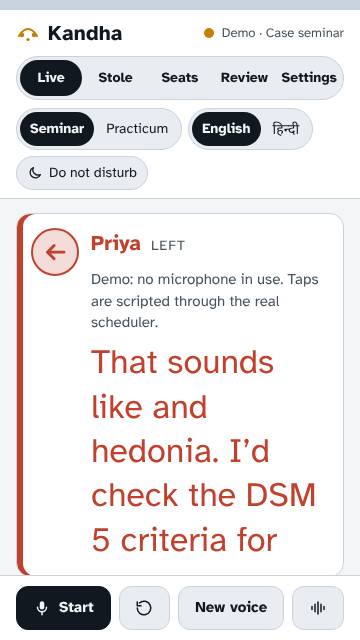 Kandha
Demo · Case seminar
Live Stole Seats Review Settings
Seminar Practicum English हिन्दी
Do not disturb
Priya LEFT
Demo: no microphone in use. Taps
are scripted through the real
scheduler.
That sounds
like and
hedonia. I’d
check the DSM
5 criteria for
Start New voice